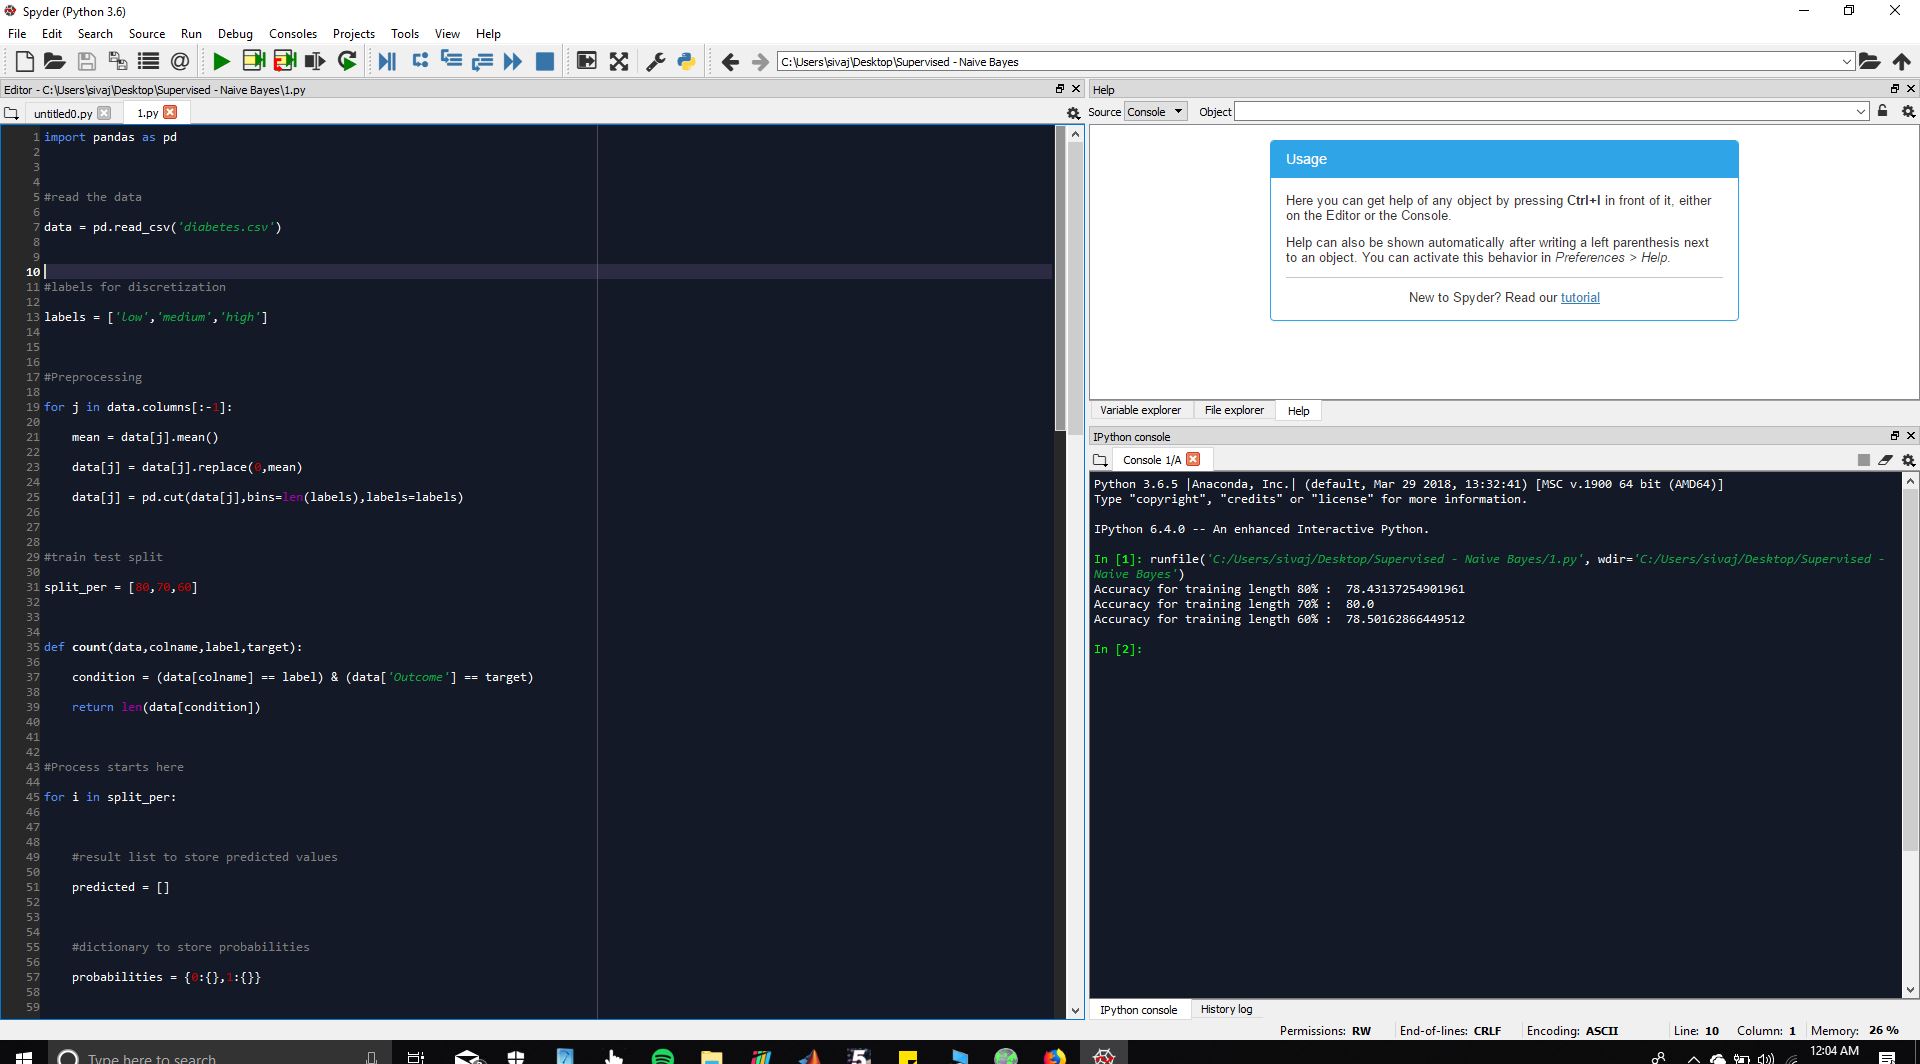 Spyder (Python 3.6)
File Edit Search Source Run Debug Consoles Projects Tools View Help
C:\Users\sivaj\Desktop\Supervised - Naive Bayes
Editor - C:\Users\sivaj\Desktop\Supervised - Naive Bayes\1.py
untitled0.py 1.py
1 import pandas as pd
2
3
4
5 #read the data
6
7 data = pd.read_csv('diabetes.csv')
8
9
10
11 #labels for discretization
12
13 labels = ['low','medium','high']
14
15
16
17 #Preprocessing
18
19 for j in data.columns[:-1]:
20
21     mean = data[j].mean()
22
23     data[j] = data[j].replace(0,mean)
24
25     data[j] = pd.cut(data[j],bins=len(labels),labels=labels)
26
27
28
29 #train test split
30
31 split_per = [80,70,60]
32
33
34
35 def count(data,colname,label,target):
36
37     condition = (data[colname] == label) & (data['Outcome'] == target)
38
39     return len(data[condition])
40
41
42
43 #Process starts here
44
45 for i in split_per:
46
47
48
49     #result list to store predicted values
50
51     predicted = []
52
53
54
55     #dictionary to store probabilities
56
57     probabilities = {0:{},1:{}}
58
59
Help
Source Console Object
Usage
Here you can get help of any object by pressing Ctrl+I in front of it, either
on the Editor or the Console.
Help can also be shown automatically after writing a left parenthesis next
to an object. You can activate this behavior in Preferences > Help.
New to Spyder? Read our tutorial
Variable explorer File explorer Help
IPython console
Console 1/A
Python 3.6.5 |Anaconda, Inc.| (default, Mar 29 2018, 13:32:41) [MSC v.1900 64 bit (AMD64)]
Type "copyright", "credits" or "license" for more information.
IPython 6.4.0 -- An enhanced Interactive Python.
In [1]: runfile('C:/Users/sivaj/Desktop/Supervised - Naive Bayes/1.py', wdir='C:/Users/sivaj/Desktop/Supervised -
Naive Bayes')
Accuracy for training length 80% :  78.43137254901961
Accuracy for training length 70% :  80.0
Accuracy for training length 60% :  78.50162866449512
In [2]:
IPython console History log
Permissions: RW End-of-lines: CRLF Encoding: ASCII Line: 10 Column: 1 Memory: 26 %
Type here to search
12:04 AM